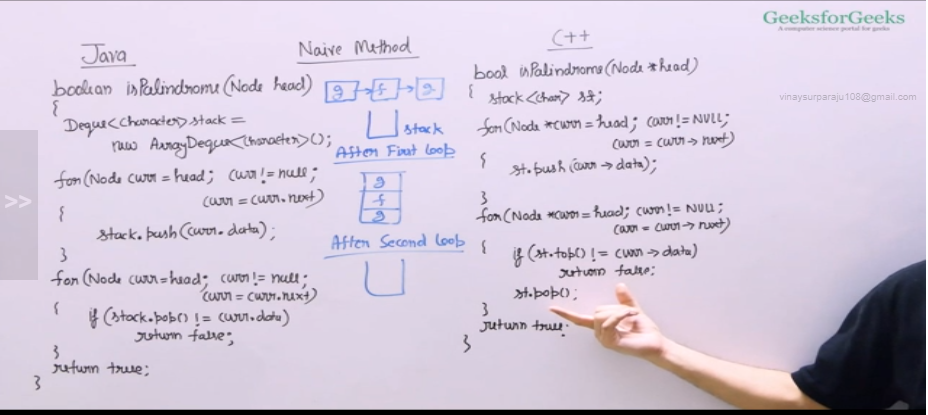 GeeksforGeeks
A computer science portal for geeks
vinaysurparaju108@gmail.com
>>
Java
boolean isPalindrome(Node head)
{
Deque<Character> stack =
new ArrayDeque<Character>();
for(Node curr = head; curr != null;
curr = curr.next)
{
stack.push(curr.data);
}
for(Node curr = head; curr != null;
curr = curr.next)
{ if (stack.pop() != curr.data)
return false;
}
return true;
}
Naive Method
g f g
stack
After First Loop
g
f
g
After Second Loop
C++
bool isPalindrome(Node *head)
{ stack<char> st;
for(Node *curr = head; curr != NULL;
curr = curr → next)
{ st.push(curr → data);
}
for(Node *curr = head; curr != NULL;
curr = curr → next)
{ if (st.top() != curr → data)
return false;
st.pop();
}
return true;
}